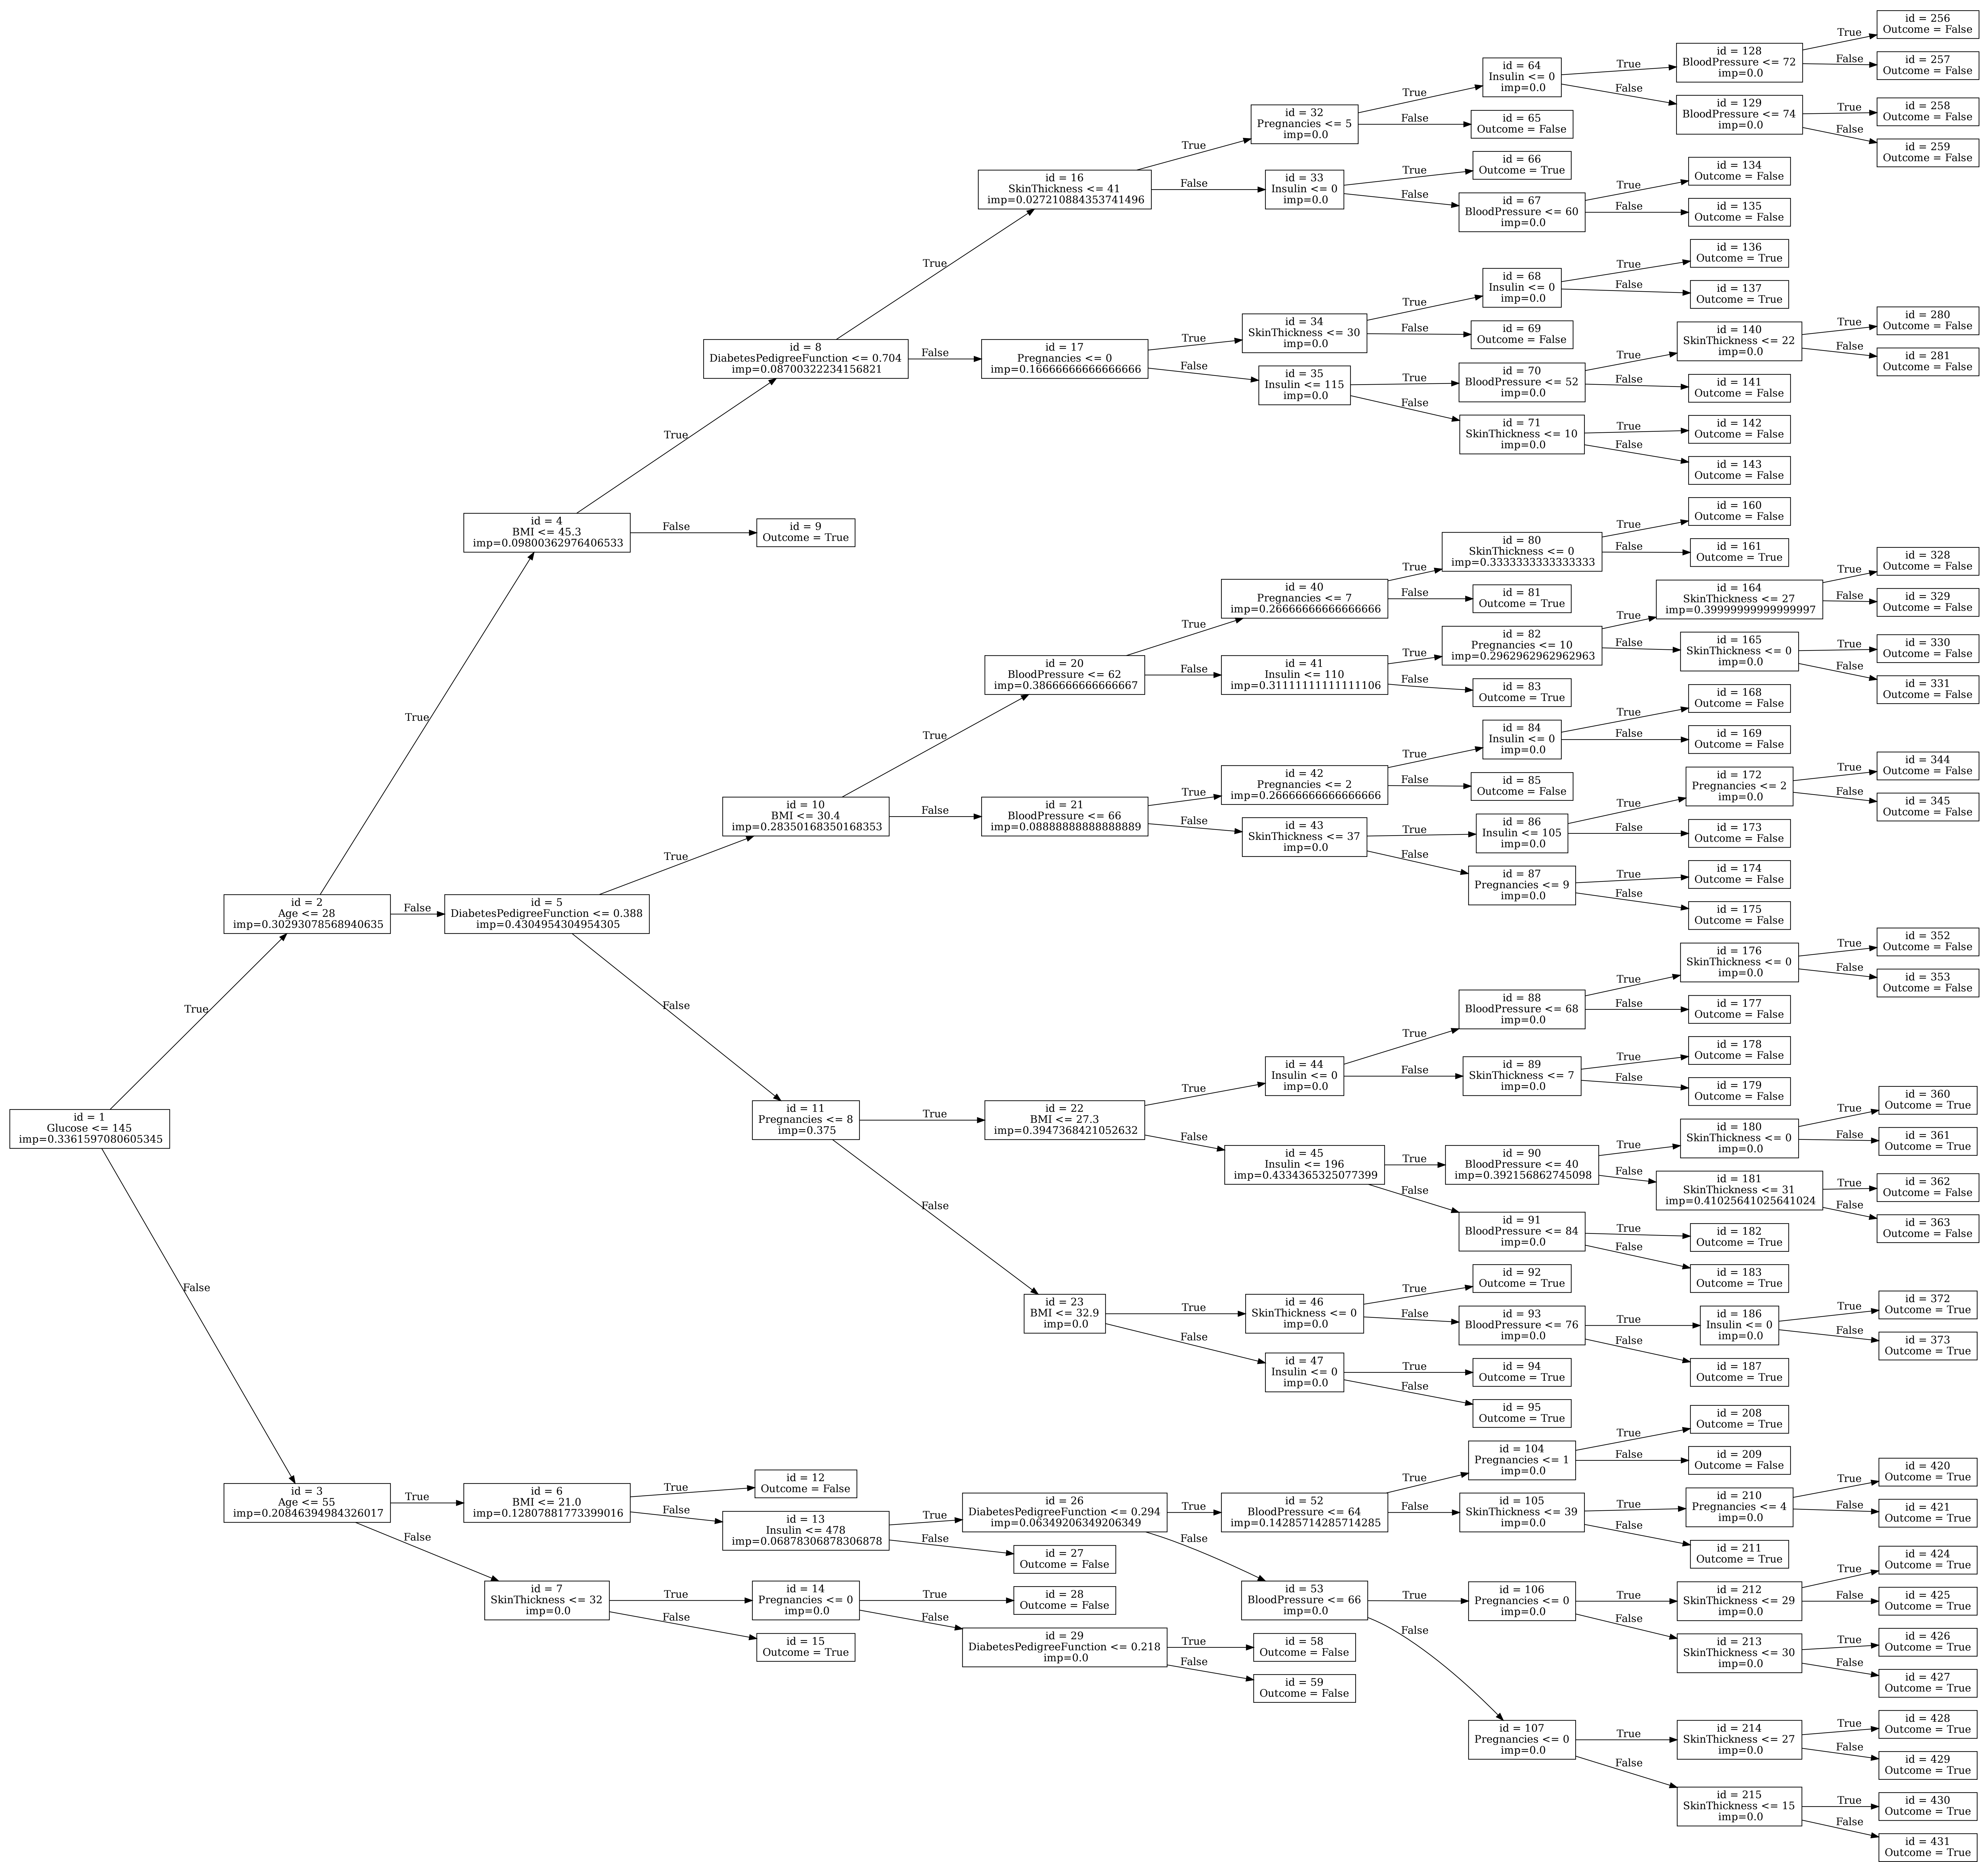 id = 1
Glucose <= 145
imp=0.3361597080605345
True
False
id = 2
Age <= 28
imp=0.30293078568940635
id = 3
Age <= 55
imp=0.20846394984326017
True
False
True
False
id = 4
BMI <= 45.3
imp=0.09800362976406533
id = 5
DiabetesPedigreeFunction <= 0.388
imp=0.4304954304954305
id = 6
BMI <= 21.0
imp=0.12807881773399016
id = 7
SkinThickness <= 32
imp=0.0
True
False
True
False
True
False
True
False
id = 8
DiabetesPedigreeFunction <= 0.704
imp=0.08700322234156821
id = 9
Outcome = True
id = 10
BMI <= 30.4
imp=0.28350168350168353
id = 11
Pregnancies <= 8
imp=0.375
id = 12
Outcome = False
id = 13
Insulin <= 478
imp=0.06878306878306878
id = 14
Pregnancies <= 0
imp=0.0
id = 15
Outcome = True
True
False
True
False
True
False
True
False
True
False
id = 16
SkinThickness <= 41
imp=0.027210884353741496
id = 17
Pregnancies <= 0
imp=0.16666666666666666
id = 20
BloodPressure <= 62
imp=0.3866666666666667
id = 21
BloodPressure <= 66
imp=0.08888888888888889
id = 22
BMI <= 27.3
imp=0.3947368421052632
id = 23
BMI <= 32.9
imp=0.0
id = 26
DiabetesPedigreeFunction <= 0.294
imp=0.06349206349206349
id = 27
Outcome = False
id = 28
Outcome = False
id = 29
DiabetesPedigreeFunction <= 0.218
imp=0.0
True
False
True
False
True
False
True
False
True
False
True
False
True
False
True
False
id = 32
Pregnancies <= 5
imp=0.0
id = 33
Insulin <= 0
imp=0.0
id = 34
SkinThickness <= 30
imp=0.0
id = 35
Insulin <= 115
imp=0.0
id = 40
Pregnancies <= 7
imp=0.26666666666666666
id = 41
Insulin <= 110
imp=0.31111111111111106
id = 42
Pregnancies <= 2
imp=0.26666666666666666
id = 43
SkinThickness <= 37
imp=0.0
id = 44
Insulin <= 0
imp=0.0
id = 45
Insulin <= 196
imp=0.4334365325077399
id = 46
SkinThickness <= 0
imp=0.0
id = 47
Insulin <= 0
imp=0.0
id = 52
BloodPressure <= 64
imp=0.14285714285714285
id = 53
BloodPressure <= 66
imp=0.0
id = 58
Outcome = False
id = 59
Outcome = False
True
False
True
False
True
False
True
False
True
False
True
False
True
False
True
False
True
False
True
False
True
False
True
False
True
False
True
False
id = 64
Insulin <= 0
imp=0.0
id = 65
Outcome = False
id = 66
Outcome = True
id = 67
BloodPressure <= 60
imp=0.0
id = 68
Insulin <= 0
imp=0.0
id = 69
Outcome = False
id = 70
BloodPressure <= 52
imp=0.0
id = 71
SkinThickness <= 10
imp=0.0
id = 80
SkinThickness <= 0
imp=0.3333333333333333
id = 81
Outcome = True
id = 82
Pregnancies <= 10
imp=0.2962962962962963
id = 83
Outcome = True
id = 84
Insulin <= 0
imp=0.0
id = 85
Outcome = False
id = 86
Insulin <= 105
imp=0.0
id = 87
Pregnancies <= 9
imp=0.0
id = 88
BloodPressure <= 68
imp=0.0
id = 89
SkinThickness <= 7
imp=0.0
id = 90
BloodPressure <= 40
imp=0.392156862745098
id = 91
BloodPressure <= 84
imp=0.0
id = 92
Outcome = True
id = 93
BloodPressure <= 76
imp=0.0
id = 94
Outcome = True
id = 95
Outcome = True
id = 104
Pregnancies <= 1
imp=0.0
id = 105
SkinThickness <= 39
imp=0.0
id = 106
Pregnancies <= 0
imp=0.0
id = 107
Pregnancies <= 0
imp=0.0
True
False
True
False
True
False
True
False
True
False
True
False
True
False
True
False
True
False
True
False
True
False
True
False
True
False
True
False
True
False
True
False
True
False
True
False
True
False
id = 128
BloodPressure <= 72
imp=0.0
id = 129
BloodPressure <= 74
imp=0.0
id = 134
Outcome = False
id = 135
Outcome = False
id = 136
Outcome = True
id = 137
Outcome = True
id = 140
SkinThickness <= 22
imp=0.0
id = 141
Outcome = False
id = 142
Outcome = False
id = 143
Outcome = False
id = 160
Outcome = False
id = 161
Outcome = True
id = 164
SkinThickness <= 27
imp=0.39999999999999997
id = 165
SkinThickness <= 0
imp=0.0
id = 168
Outcome = False
id = 169
Outcome = False
id = 172
Pregnancies <= 2
imp=0.0
id = 173
Outcome = False
id = 174
Outcome = False
id = 175
Outcome = False
id = 176
SkinThickness <= 0
imp=0.0
id = 177
Outcome = False
id = 178
Outcome = False
id = 179
Outcome = False
id = 180
SkinThickness <= 0
imp=0.0
id = 181
SkinThickness <= 31
imp=0.41025641025641024
id = 182
Outcome = True
id = 183
Outcome = True
id = 186
Insulin <= 0
imp=0.0
id = 187
Outcome = True
id = 208
Outcome = True
id = 209
Outcome = False
id = 210
Pregnancies <= 4
imp=0.0
id = 211
Outcome = True
id = 212
SkinThickness <= 29
imp=0.0
id = 213
SkinThickness <= 30
imp=0.0
id = 214
SkinThickness <= 27
imp=0.0
id = 215
SkinThickness <= 15
imp=0.0
True
False
True
False
True
False
True
False
True
False
True
False
True
False
True
False
True
False
True
False
True
False
True
False
True
False
True
False
True
False
id = 256
Outcome = False
id = 257
Outcome = False
id = 258
Outcome = False
id = 259
Outcome = False
id = 280
Outcome = False
id = 281
Outcome = False
id = 328
Outcome = False
id = 329
Outcome = False
id = 330
Outcome = False
id = 331
Outcome = False
id = 344
Outcome = False
id = 345
Outcome = False
id = 352
Outcome = False
id = 353
Outcome = False
id = 360
Outcome = True
id = 361
Outcome = True
id = 362
Outcome = False
id = 363
Outcome = False
id = 372
Outcome = True
id = 373
Outcome = True
id = 420
Outcome = True
id = 421
Outcome = True
id = 424
Outcome = True
id = 425
Outcome = True
id = 426
Outcome = True
id = 427
Outcome = True
id = 428
Outcome = True
id = 429
Outcome = True
id = 430
Outcome = True
id = 431
Outcome = True